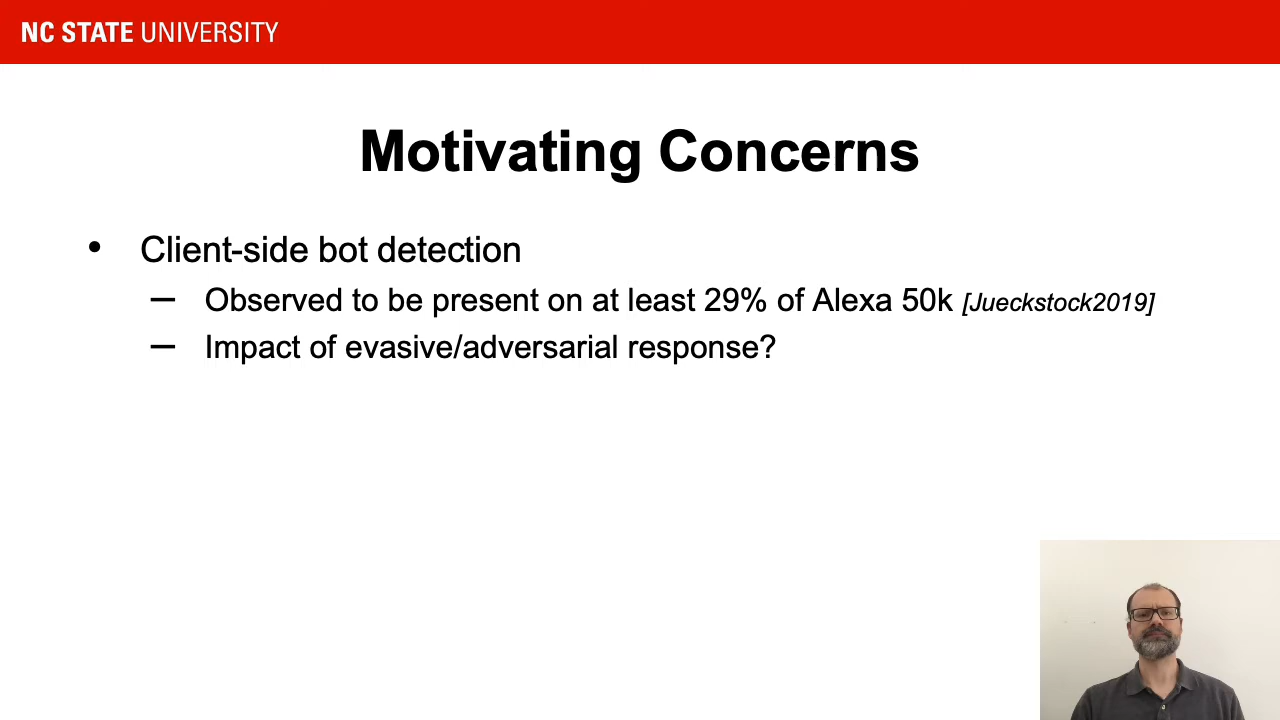 NC STATE UNIVERSITY
Motivating Concerns
• Client-side bot detection
– Observed to be present on at least 29% of Alexa 50k [Jueckstock2019]
– Impact of evasive/adversarial response?